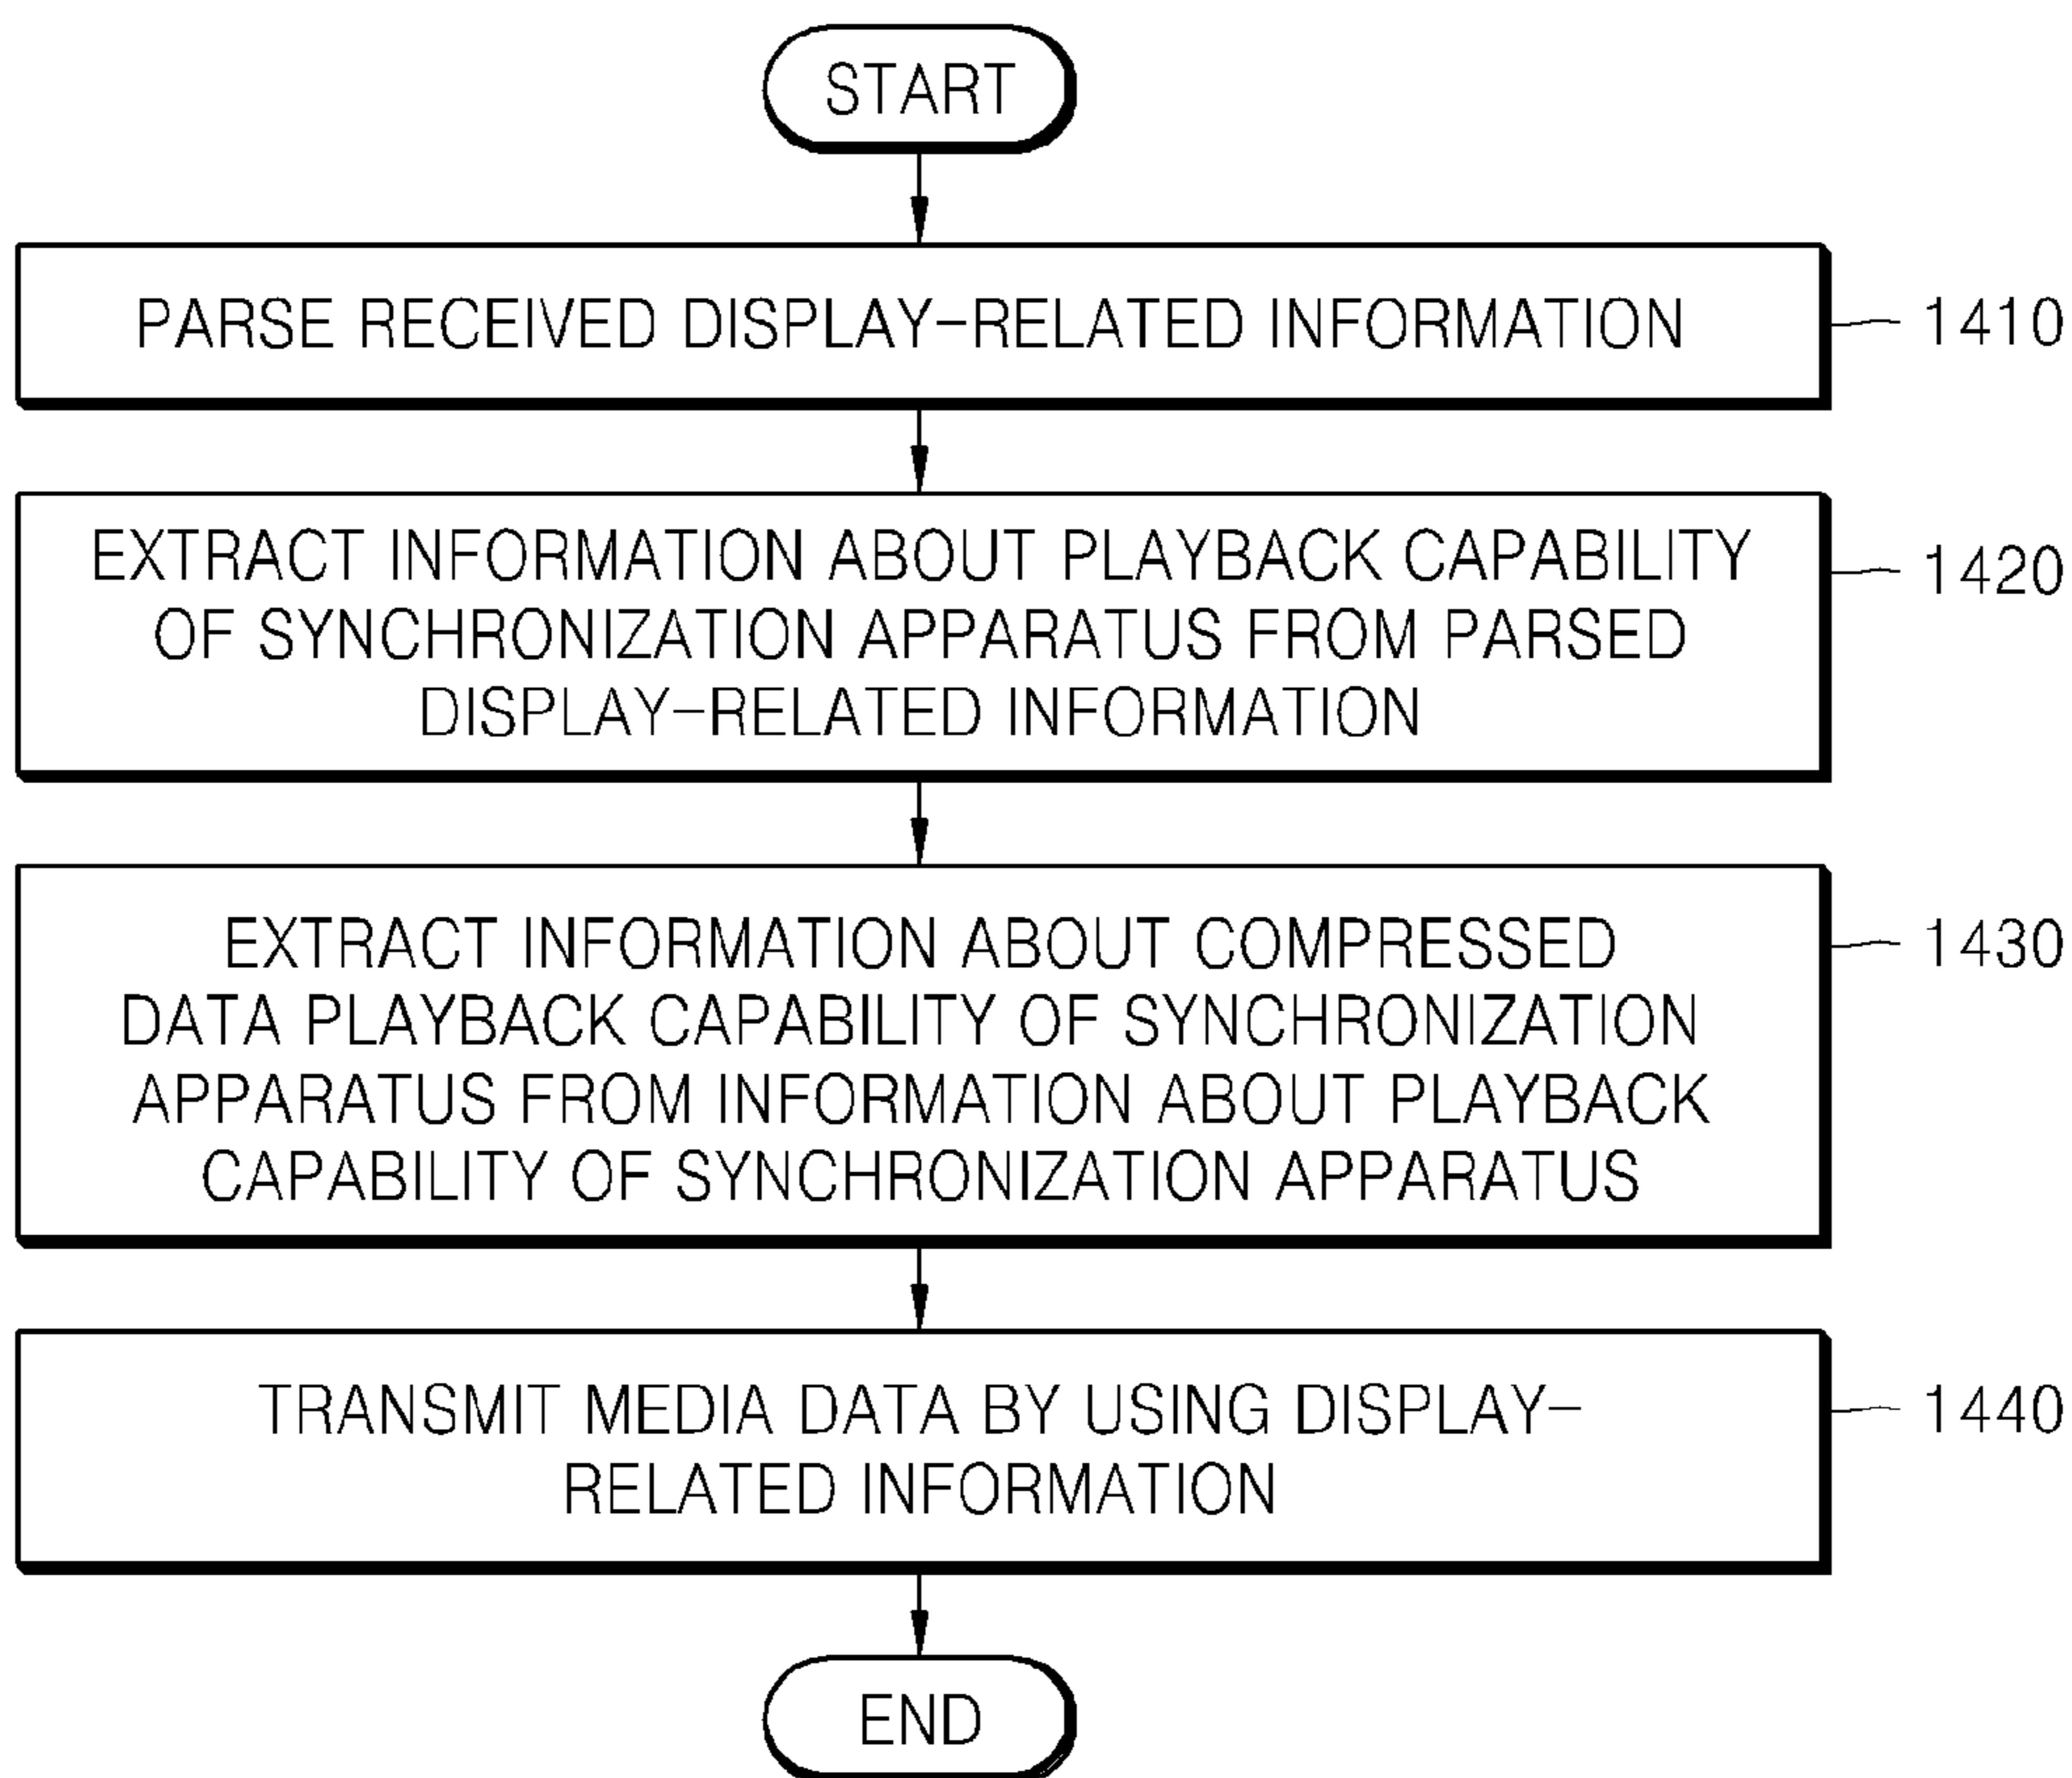 START
PARSE RECEIVED DISPLAY-RELATED INFORMATION
1410
EXTRACT INFORMATION ABOUT PLAYBACK CAPABILITY
OF SYNCHRONIZATION APPARATUS FROM PARSED
DISPLAY-RELATED INFORMATION
1420
EXTRACT INFORMATION ABOUT COMPRESSED
DATA PLAYBACK CAPABILITY OF SYNCHRONIZATION
APPARATUS FROM INFORMATION ABOUT PLAYBACK
CAPABILITY OF SYNCHRONIZATION APPARATUS
1430
TRANSMIT MEDIA DATA BY USING DISPLAY-
RELATED INFORMATION
1440
END